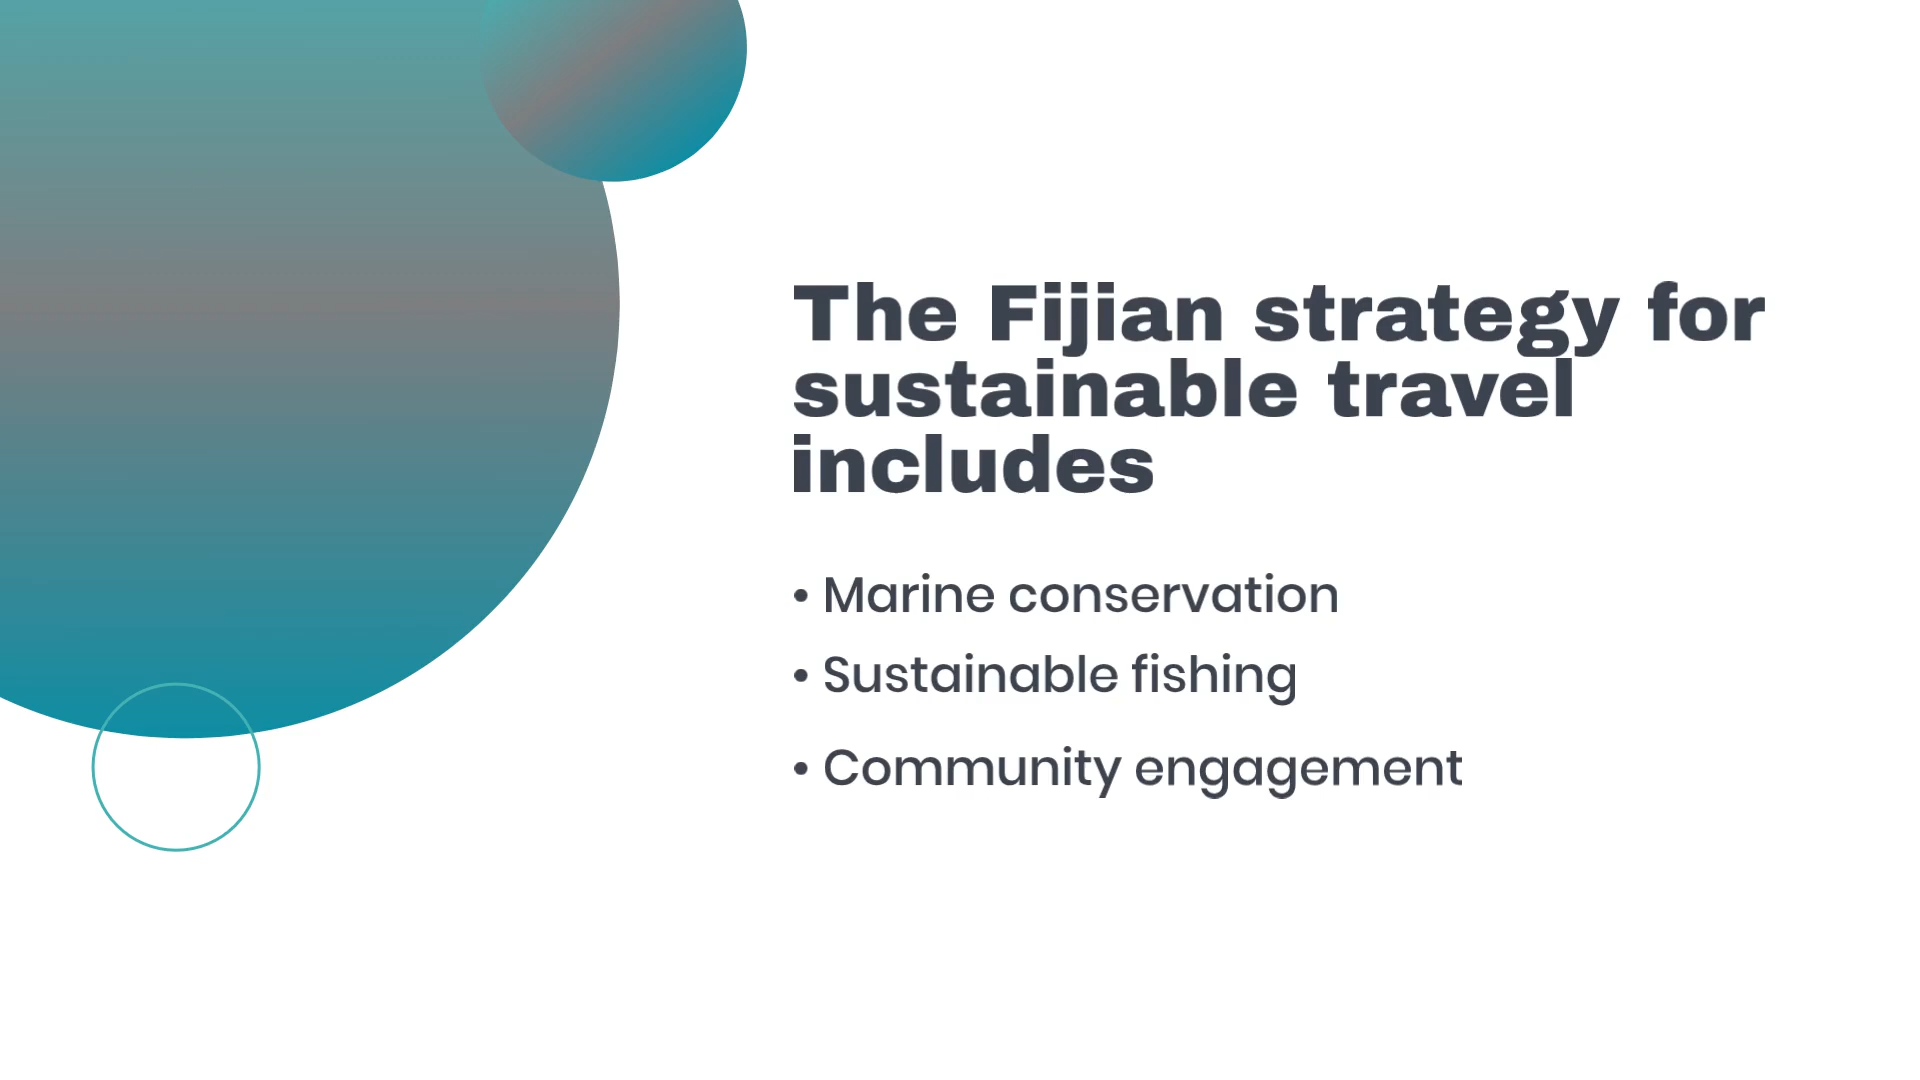 The Fijian strategy for
sustainable travel
includes
• Marine conservation
• Sustainable fishing
• Community engagement